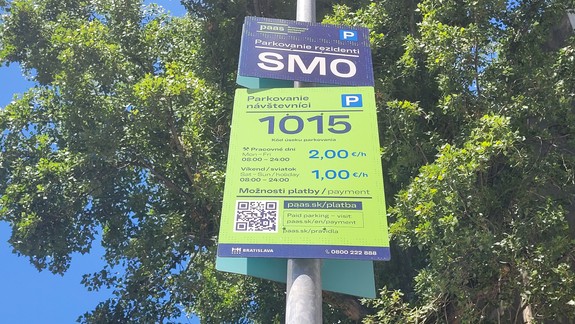 paas
P
Parkovanie rezidenti
SM0
Parkovanie
návštevníci
P
1015
Kód úseku parkovania
Pracovné dni
Mon – Fri
08:00 – 24:00
2,00 €/h
Víkend / sviatok
Sat – Sun / holiday
08:00 – 24:00
1,00 €/h
Možnosti platby / payment
paas.sk/platba
Paid parking – visit
paas.sk/en/payment
paas.sk/pravidla
BRATISLAVA
0800 222 888